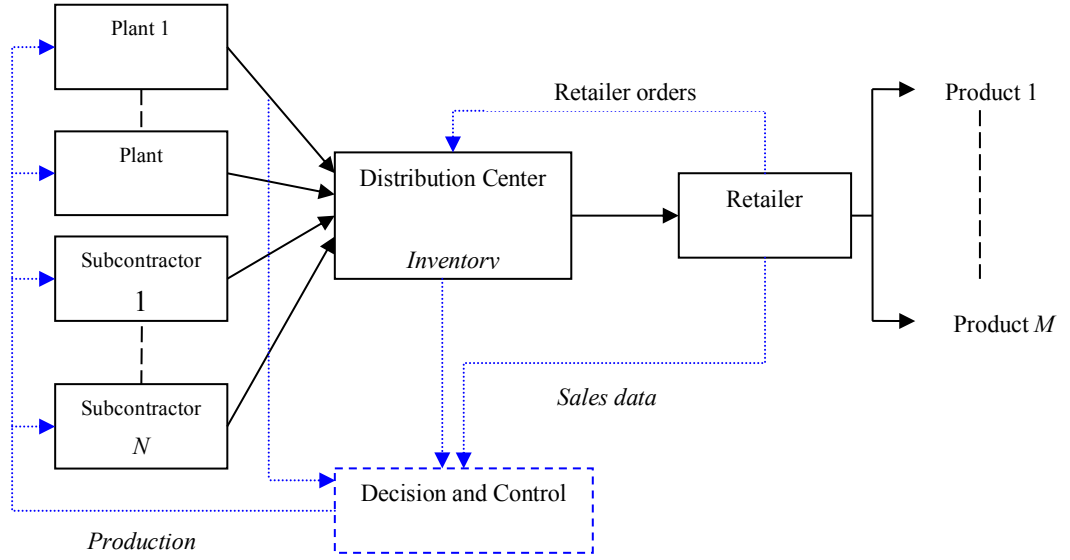 Plant 1
Plant
Subcontractor
1
Subcontractor
N
Retailer orders
Distribution Center
Inventory
Retailer
Product 1
Product M
Sales data
Decision and Control
Production